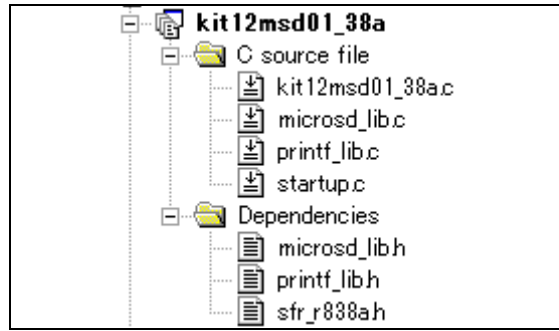 kit12msd01_38a
C source file
kit12msd01_38a.c
microsd_lib.c
printf_lib.c
startup.c
Dependencies
microsd_lib.h
printf_lib.h
sfr_r838a.h